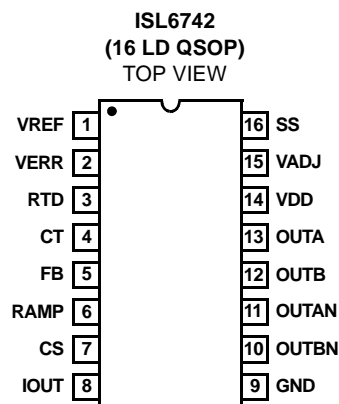 ISL6742
(16 LD QSOP)
TOP VIEW
VREF 1 16 SS
VERR 2 15 VADJ
RTD 3 14 VDD
CT 4 13 OUTA
FB 5 12 OUTB
RAMP 6 11 OUTAN
CS 7 10 OUTBN
IOUT 8 9 GND